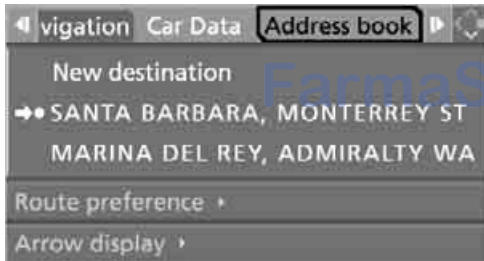 vigation Car Data Address book
New destination
SANTA BARBARA, MONTERREY ST
MARINA DEL REY, ADMIRALTY WA
Route preference
Arrow display
FarmaS